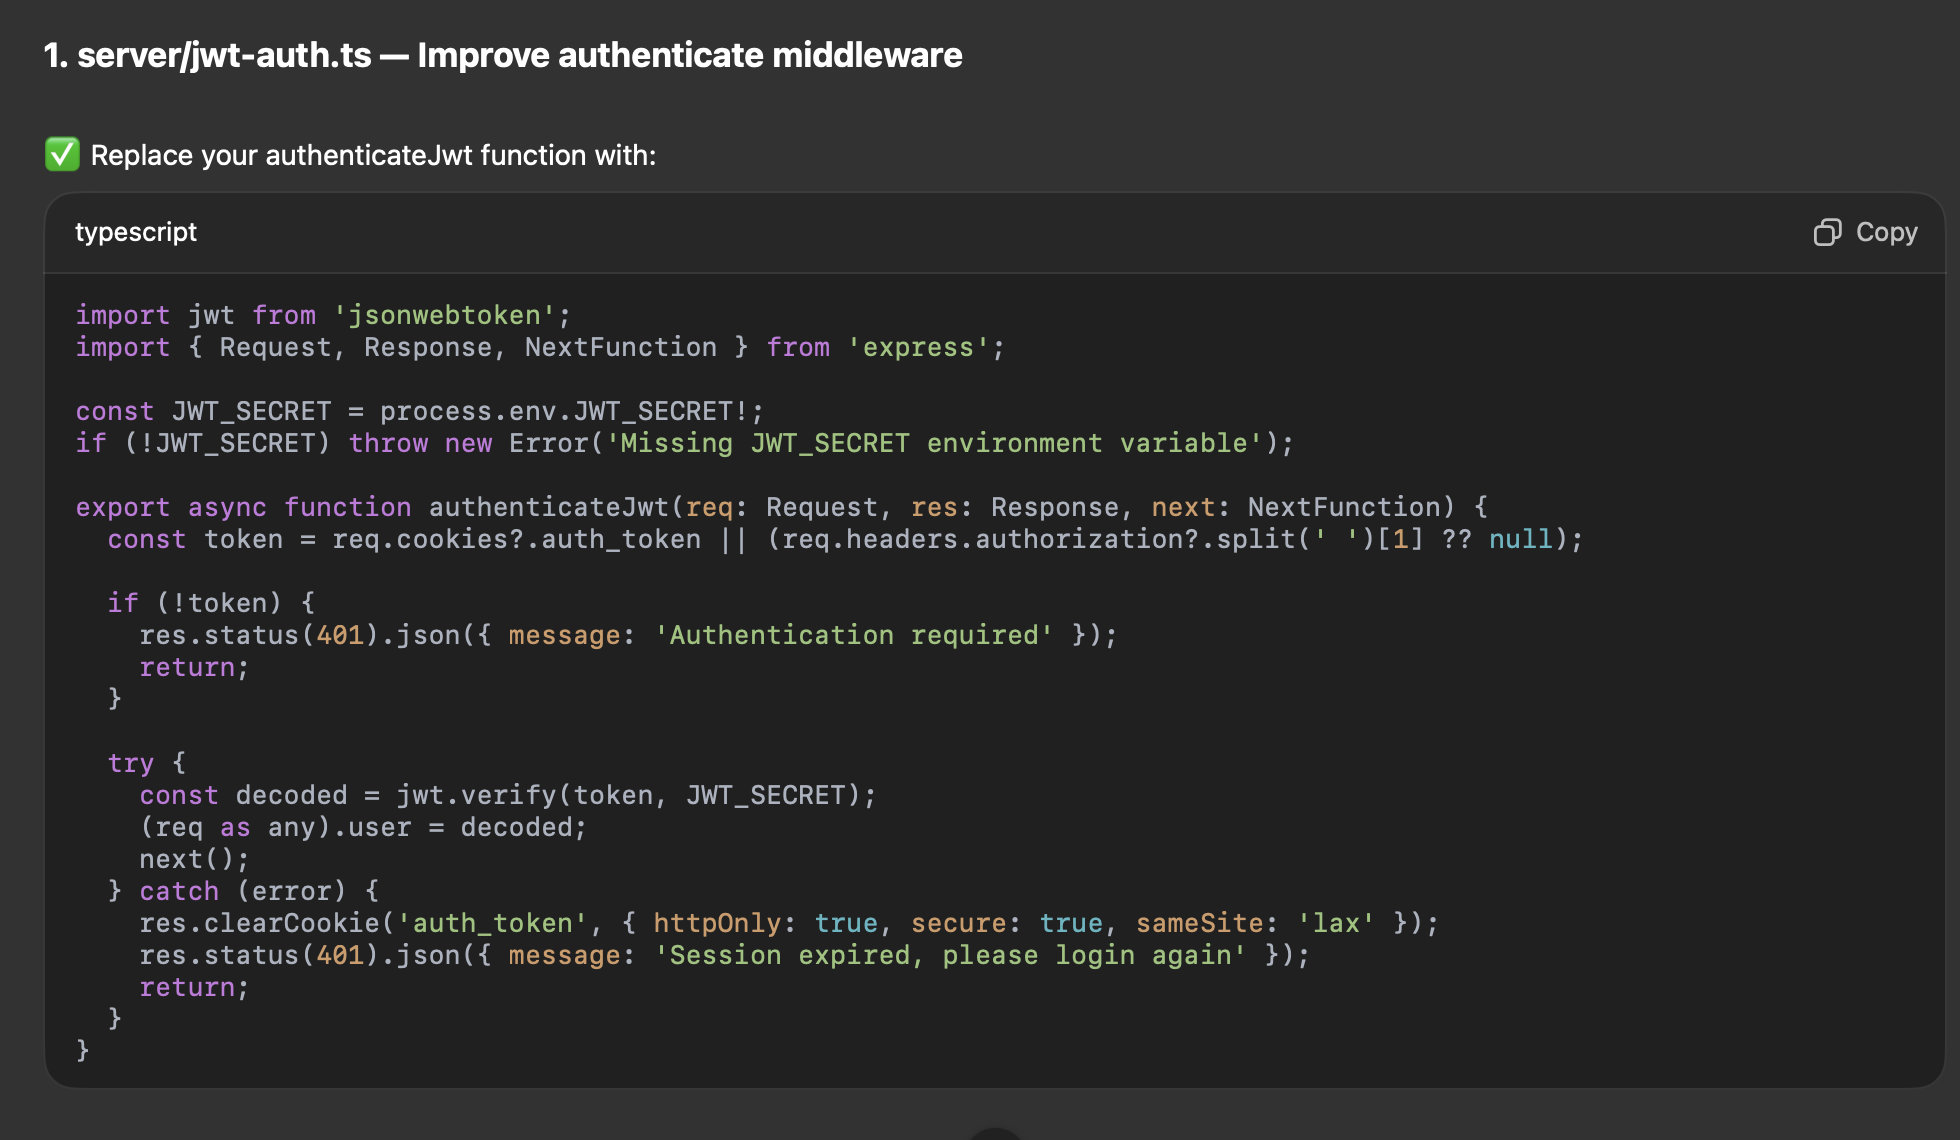 1. server/jwt-auth.ts — Improve authenticate middleware
✅ Replace your authenticateJwt function with:
typescript
Copy
import jwt from 'jsonwebtoken';
import { Request, Response, NextFunction } from 'express';
const JWT_SECRET = process.env.JWT_SECRET!;
if (!JWT_SECRET) throw new Error('Missing JWT_SECRET environment variable');
export async function authenticateJwt(req: Request, res: Response, next: NextFunction) {
  const token = req.cookies?.auth_token || (req.headers.authorization?.split(' ')[1] ?? null);
  if (!token) {
    res.status(401).json({ message: 'Authentication required' });
    return;
  }
  try {
    const decoded = jwt.verify(token, JWT_SECRET);
    (req as any).user = decoded;
    next();
  } catch (error) {
    res.clearCookie('auth_token', { httpOnly: true, secure: true, sameSite: 'lax' });
    res.status(401).json({ message: 'Session expired, please login again' });
    return;
  }
}